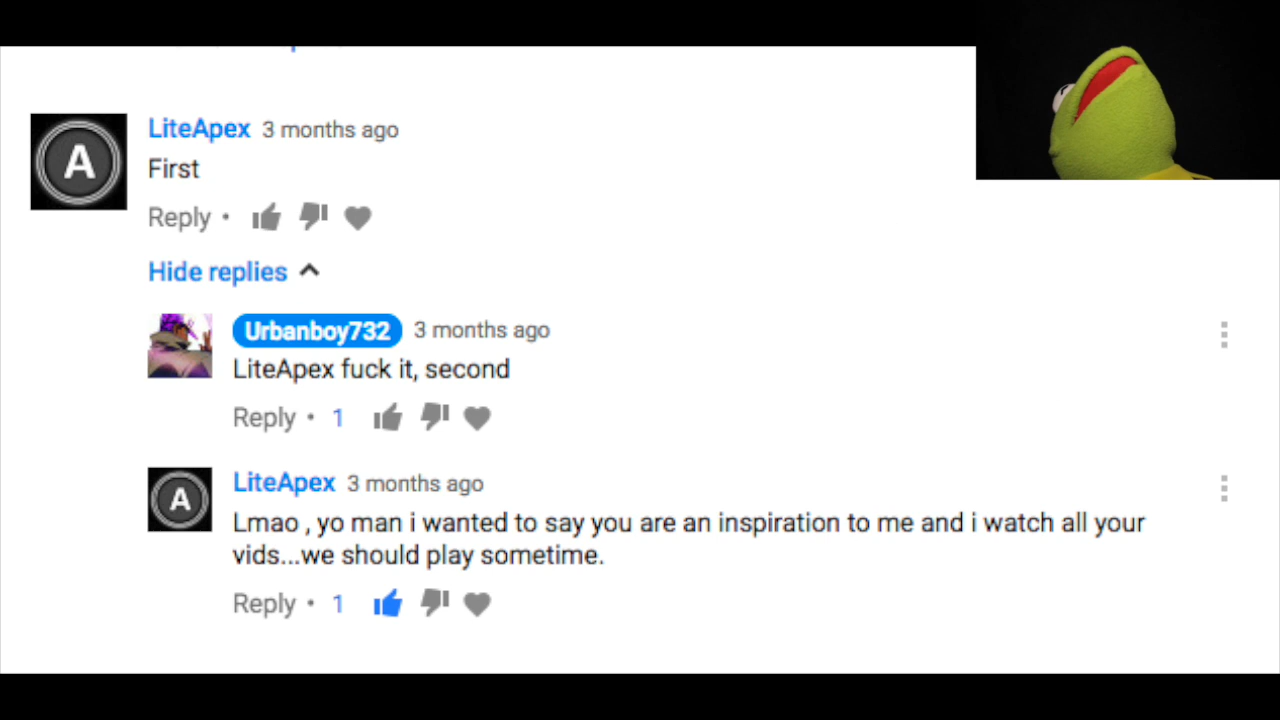 A
LiteApex 3 months ago
First
Reply •
Hide replies
Urbanboy732 3 months ago
LiteApex fuck it, second
Reply • 1
A
LiteApex 3 months ago
Lmao , yo man i wanted to say you are an inspiration to me and i watch all your
vids...we should play sometime.
Reply • 1